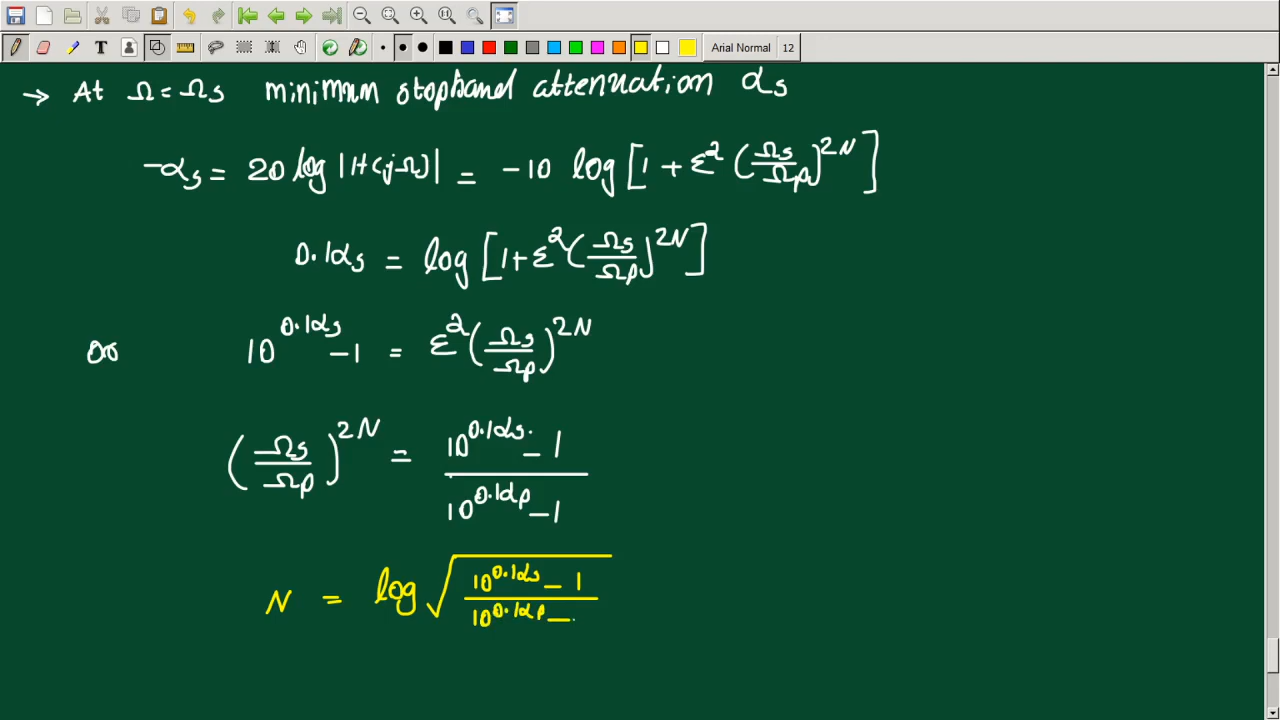 Arial Normal 12
→ At Ω = Ωs minimum stopband attenuation αs
-αs = 20 log |H(jΩ)| = -10 log [1 + ε² (Ωs/Ωp)^2N]
0.1αs = log [1+ε² (Ωs/Ωp)^2N]
or 10^0.1αs - 1 = ε² (Ωs/Ωp)^2N
(Ωs/Ωp)^2N = 10^0.1αs - 1 / 10^0.1αp - 1
N = log √ 10^0.1αs - 1 / 10^0.1αp -